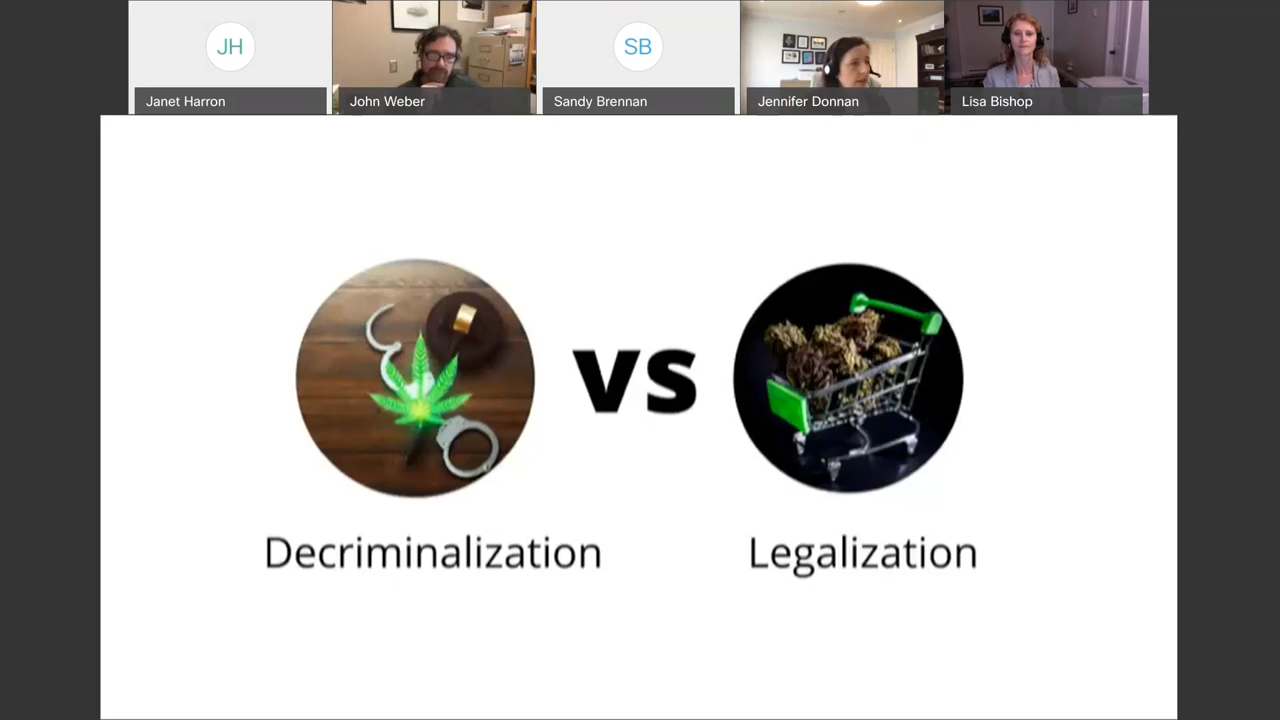 JH
SB
Janet Harron
John Weber
Sandy Brennan
Jennifer Donnan
Lisa Bishop
vs
Decriminalization
Legalization